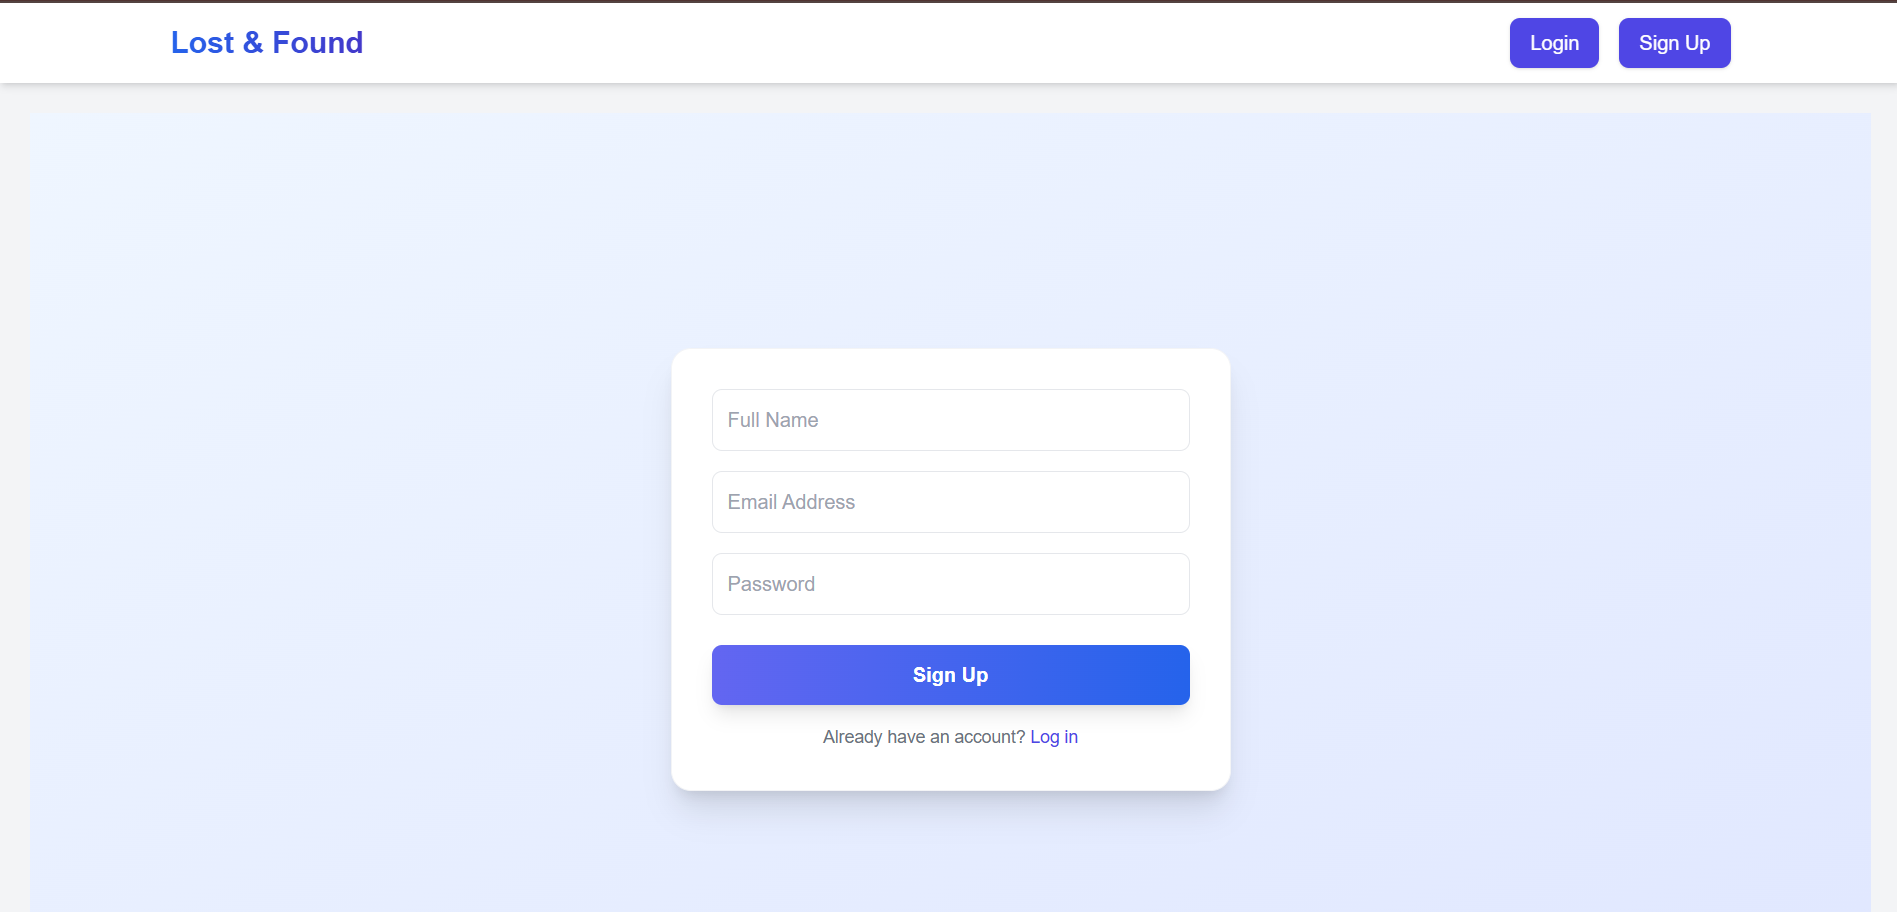 Lost & Found
Login
Sign Up
Full Name
Email Address
Password
Sign Up
Already have an account? Log in